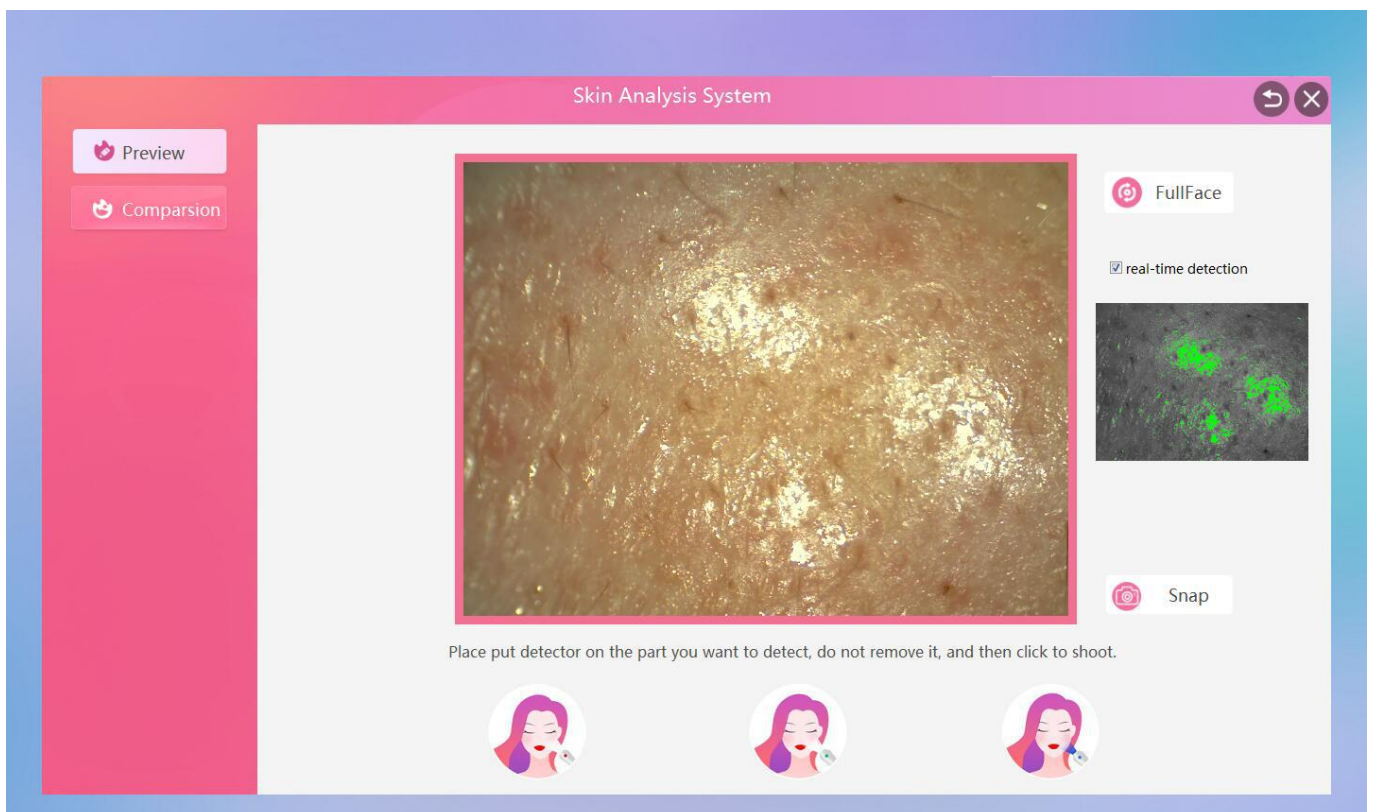 Skin Analysis System
Preview
Comparsion
FullFace
real-time detection
Snap
Place put detector on the part you want to detect, do not remove it, and then click to shoot.